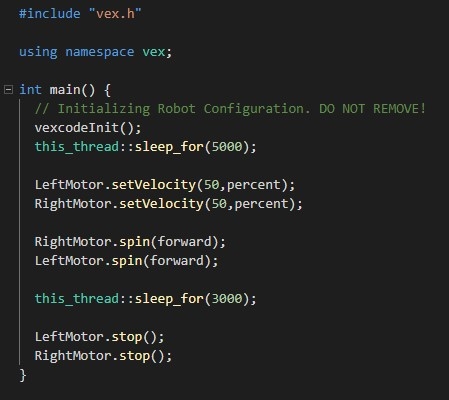 #include "vex.h"
using namespace vex;
int main() {
// Initializing Robot Configuration. DO NOT REMOVE!
vexcodeInit();
this_thread::sleep_for(5000);
LeftMotor.setVelocity(50,percent);
RightMotor.setVelocity(50,percent);
RightMotor.spin(forward);
LeftMotor.spin(forward);
this_thread::sleep_for(3000);
LeftMotor.stop();
RightMotor.stop();
}